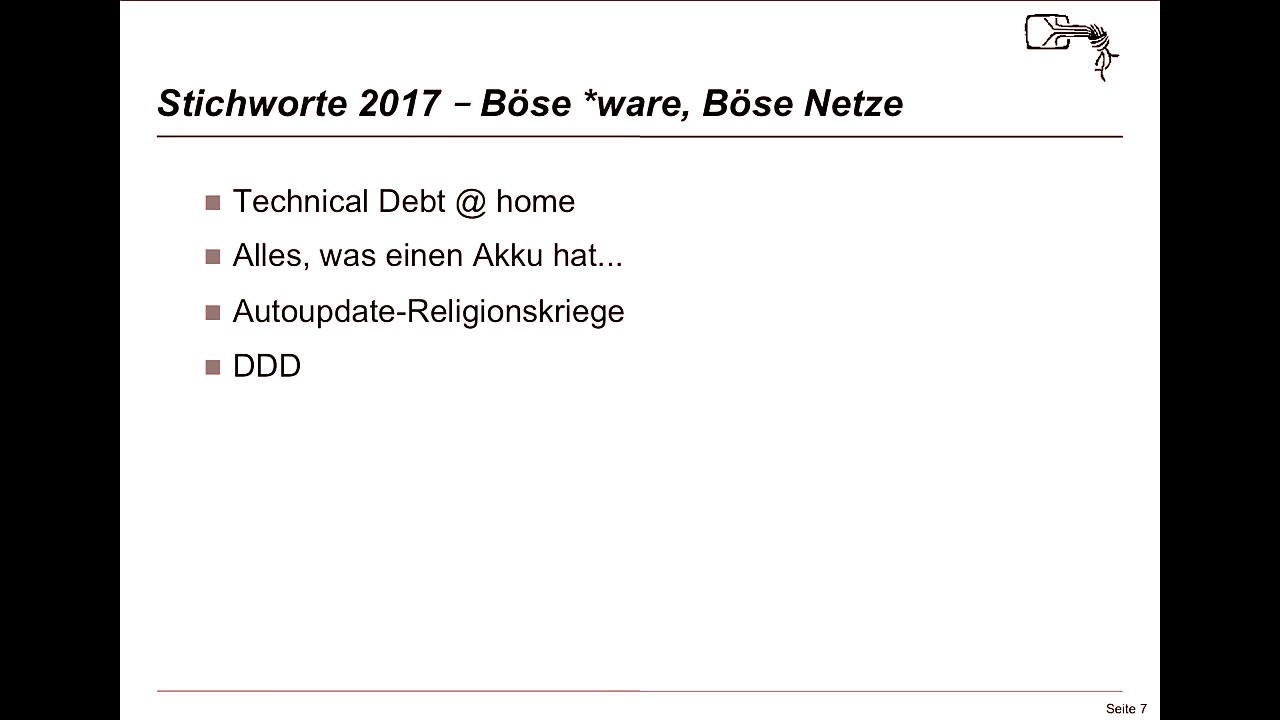 Stichworte 2017 – Böse *ware, Böse Netze
Technical Debt @ home
Alles, was einen Akku hat...
Autoupdate-Religionskriege
DDD
Seite 7